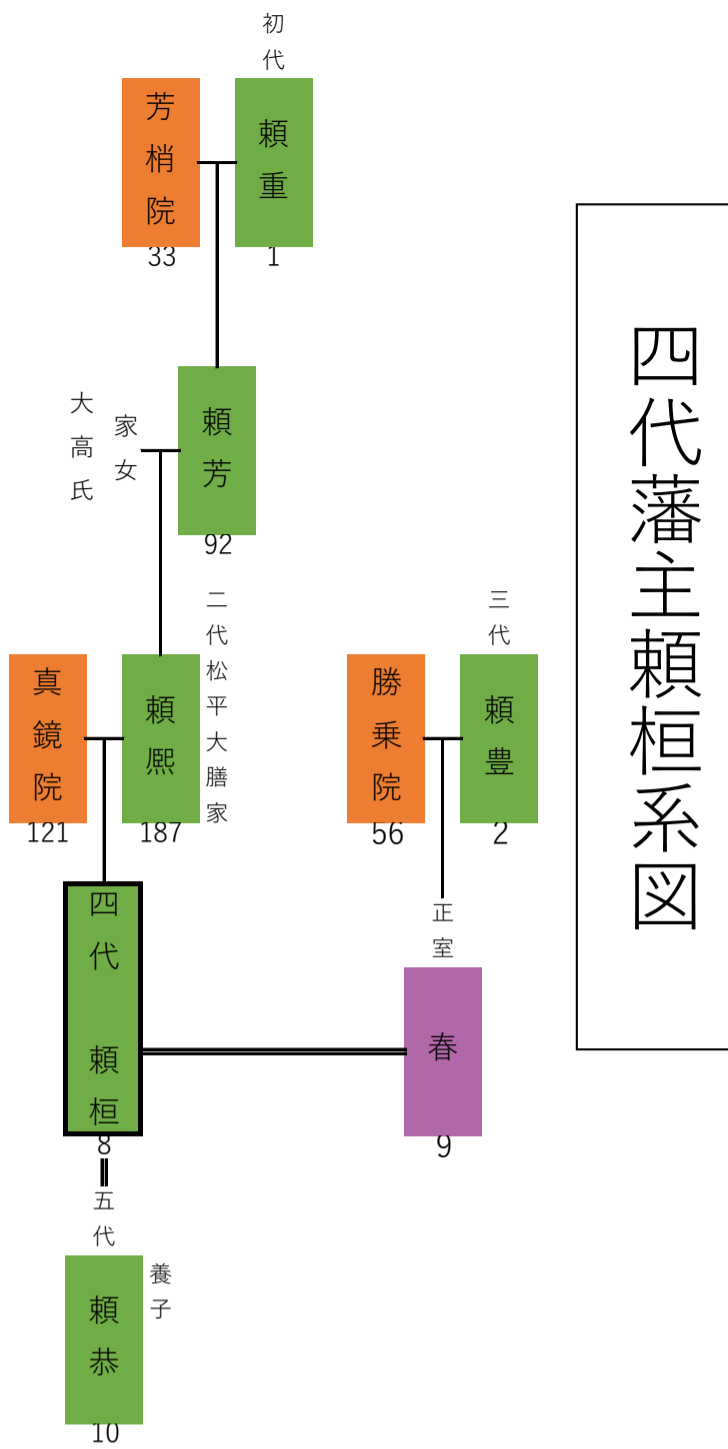 四代藩主頼桓系図
初代
頼重
1
芳梢院
33
頼芳
92
家女
大高氏
三代
頼豊
2
勝乗院
56
二代松平大膳家
頼熈
187
真鏡院
121
正室
春
9
四代　頼桓
8
五代
養子
頼恭
10